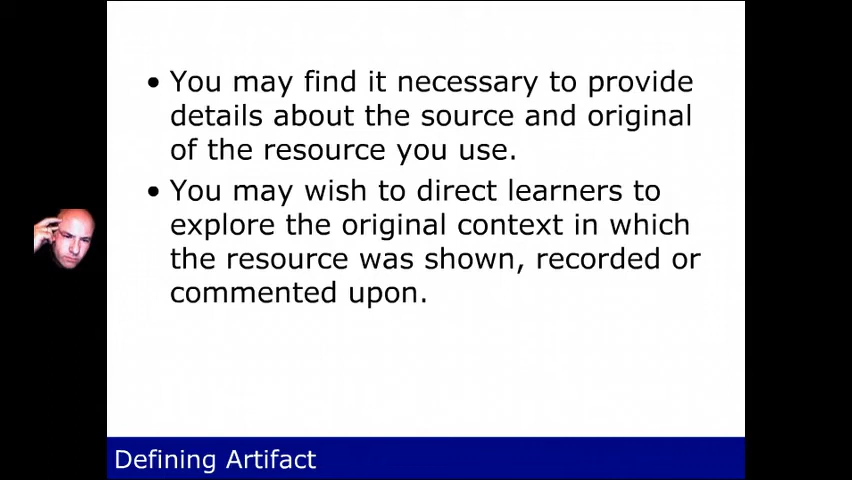 • You may find it necessary to provide
details about the source and original
of the resource you use.
• You may wish to direct learners to
explore the original context in which
the resource was shown, recorded or
commented upon.
Defining Artifact